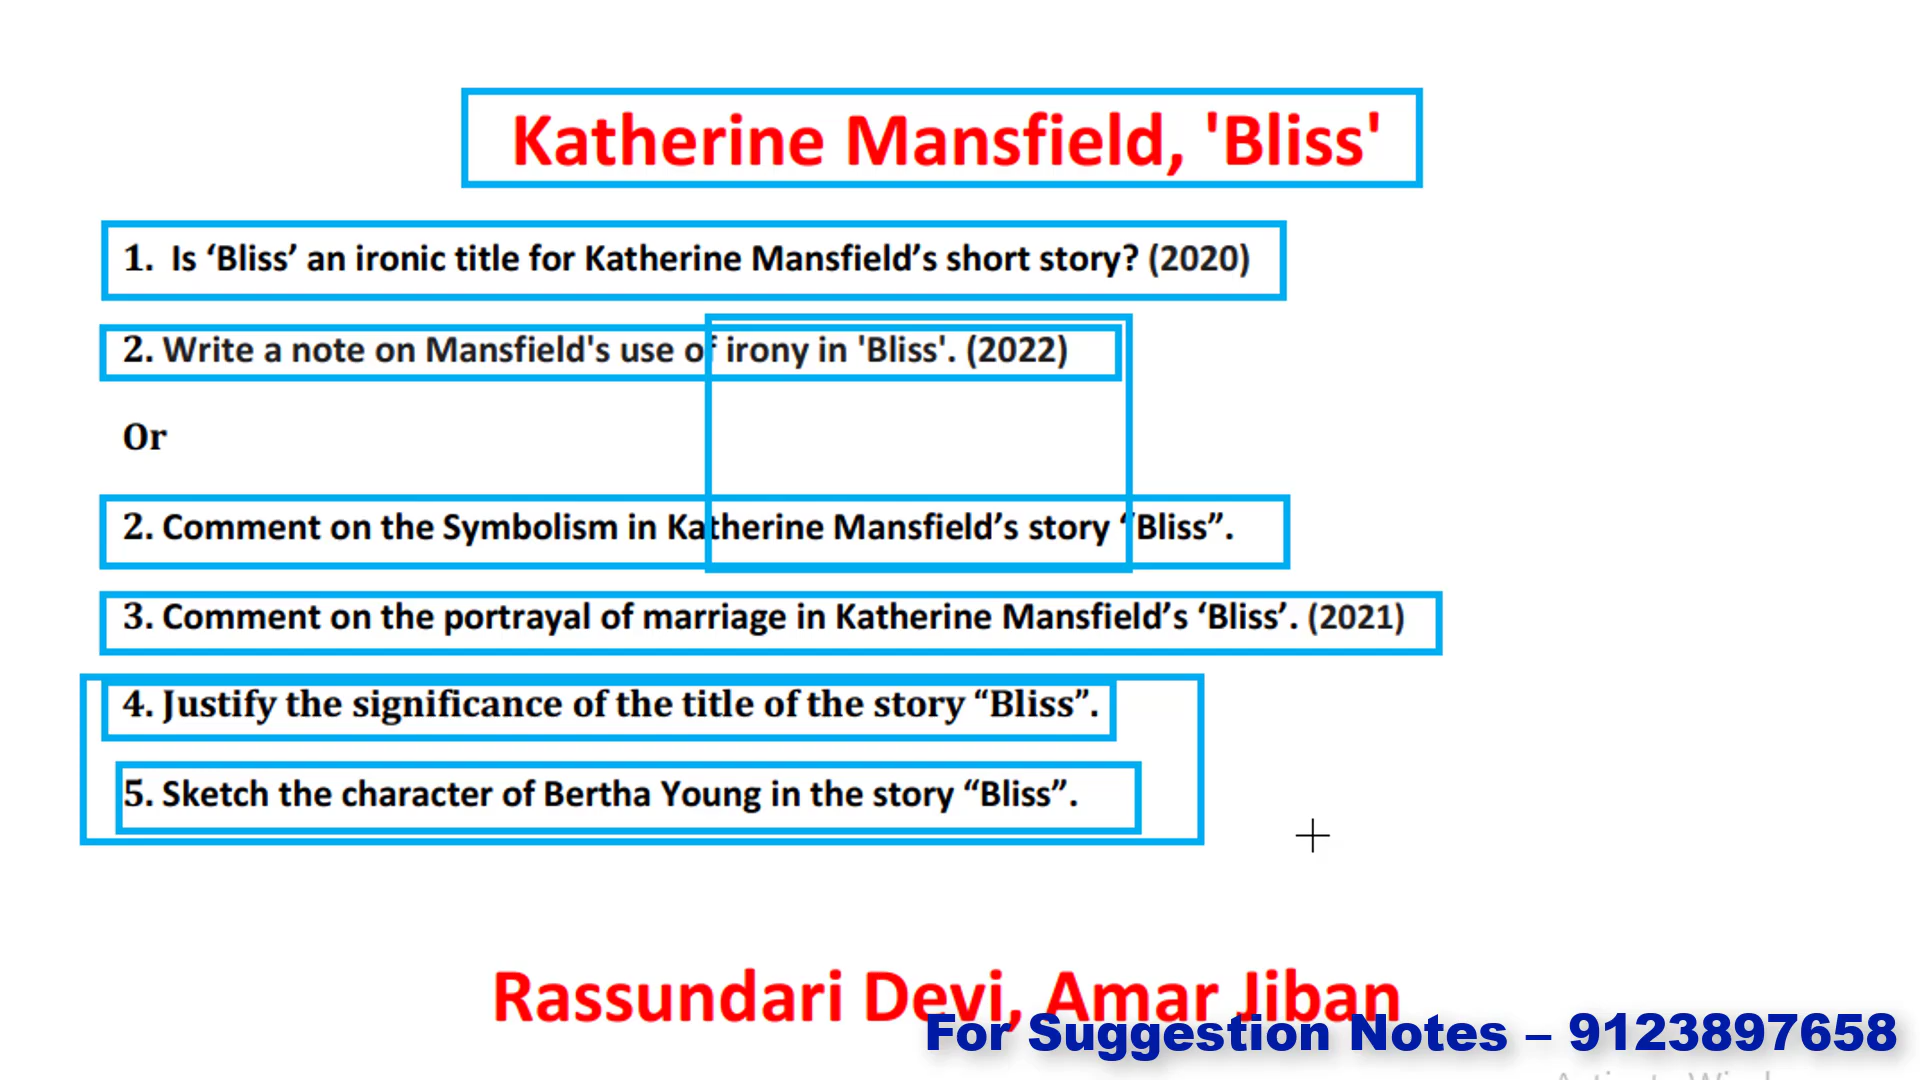 Katherine Mansfield, 'Bliss'
1. Is ‘Bliss’ an ironic title for Katherine Mansfield’s short story? (2020)
2. Write a note on Mansfield's use of irony in 'Bliss'. (2022)
Or
2. Comment on the Symbolism in Katherine Mansfield’s story “Bliss”.
3. Comment on the portrayal of marriage in Katherine Mansfield’s ‘Bliss’. (2021)
4. Justify the significance of the title of the story “Bliss”.
5. Sketch the character of Bertha Young in the story “Bliss”.
Rassundari Devi, Amar Jiban
For Suggestion Notes – 9123897658